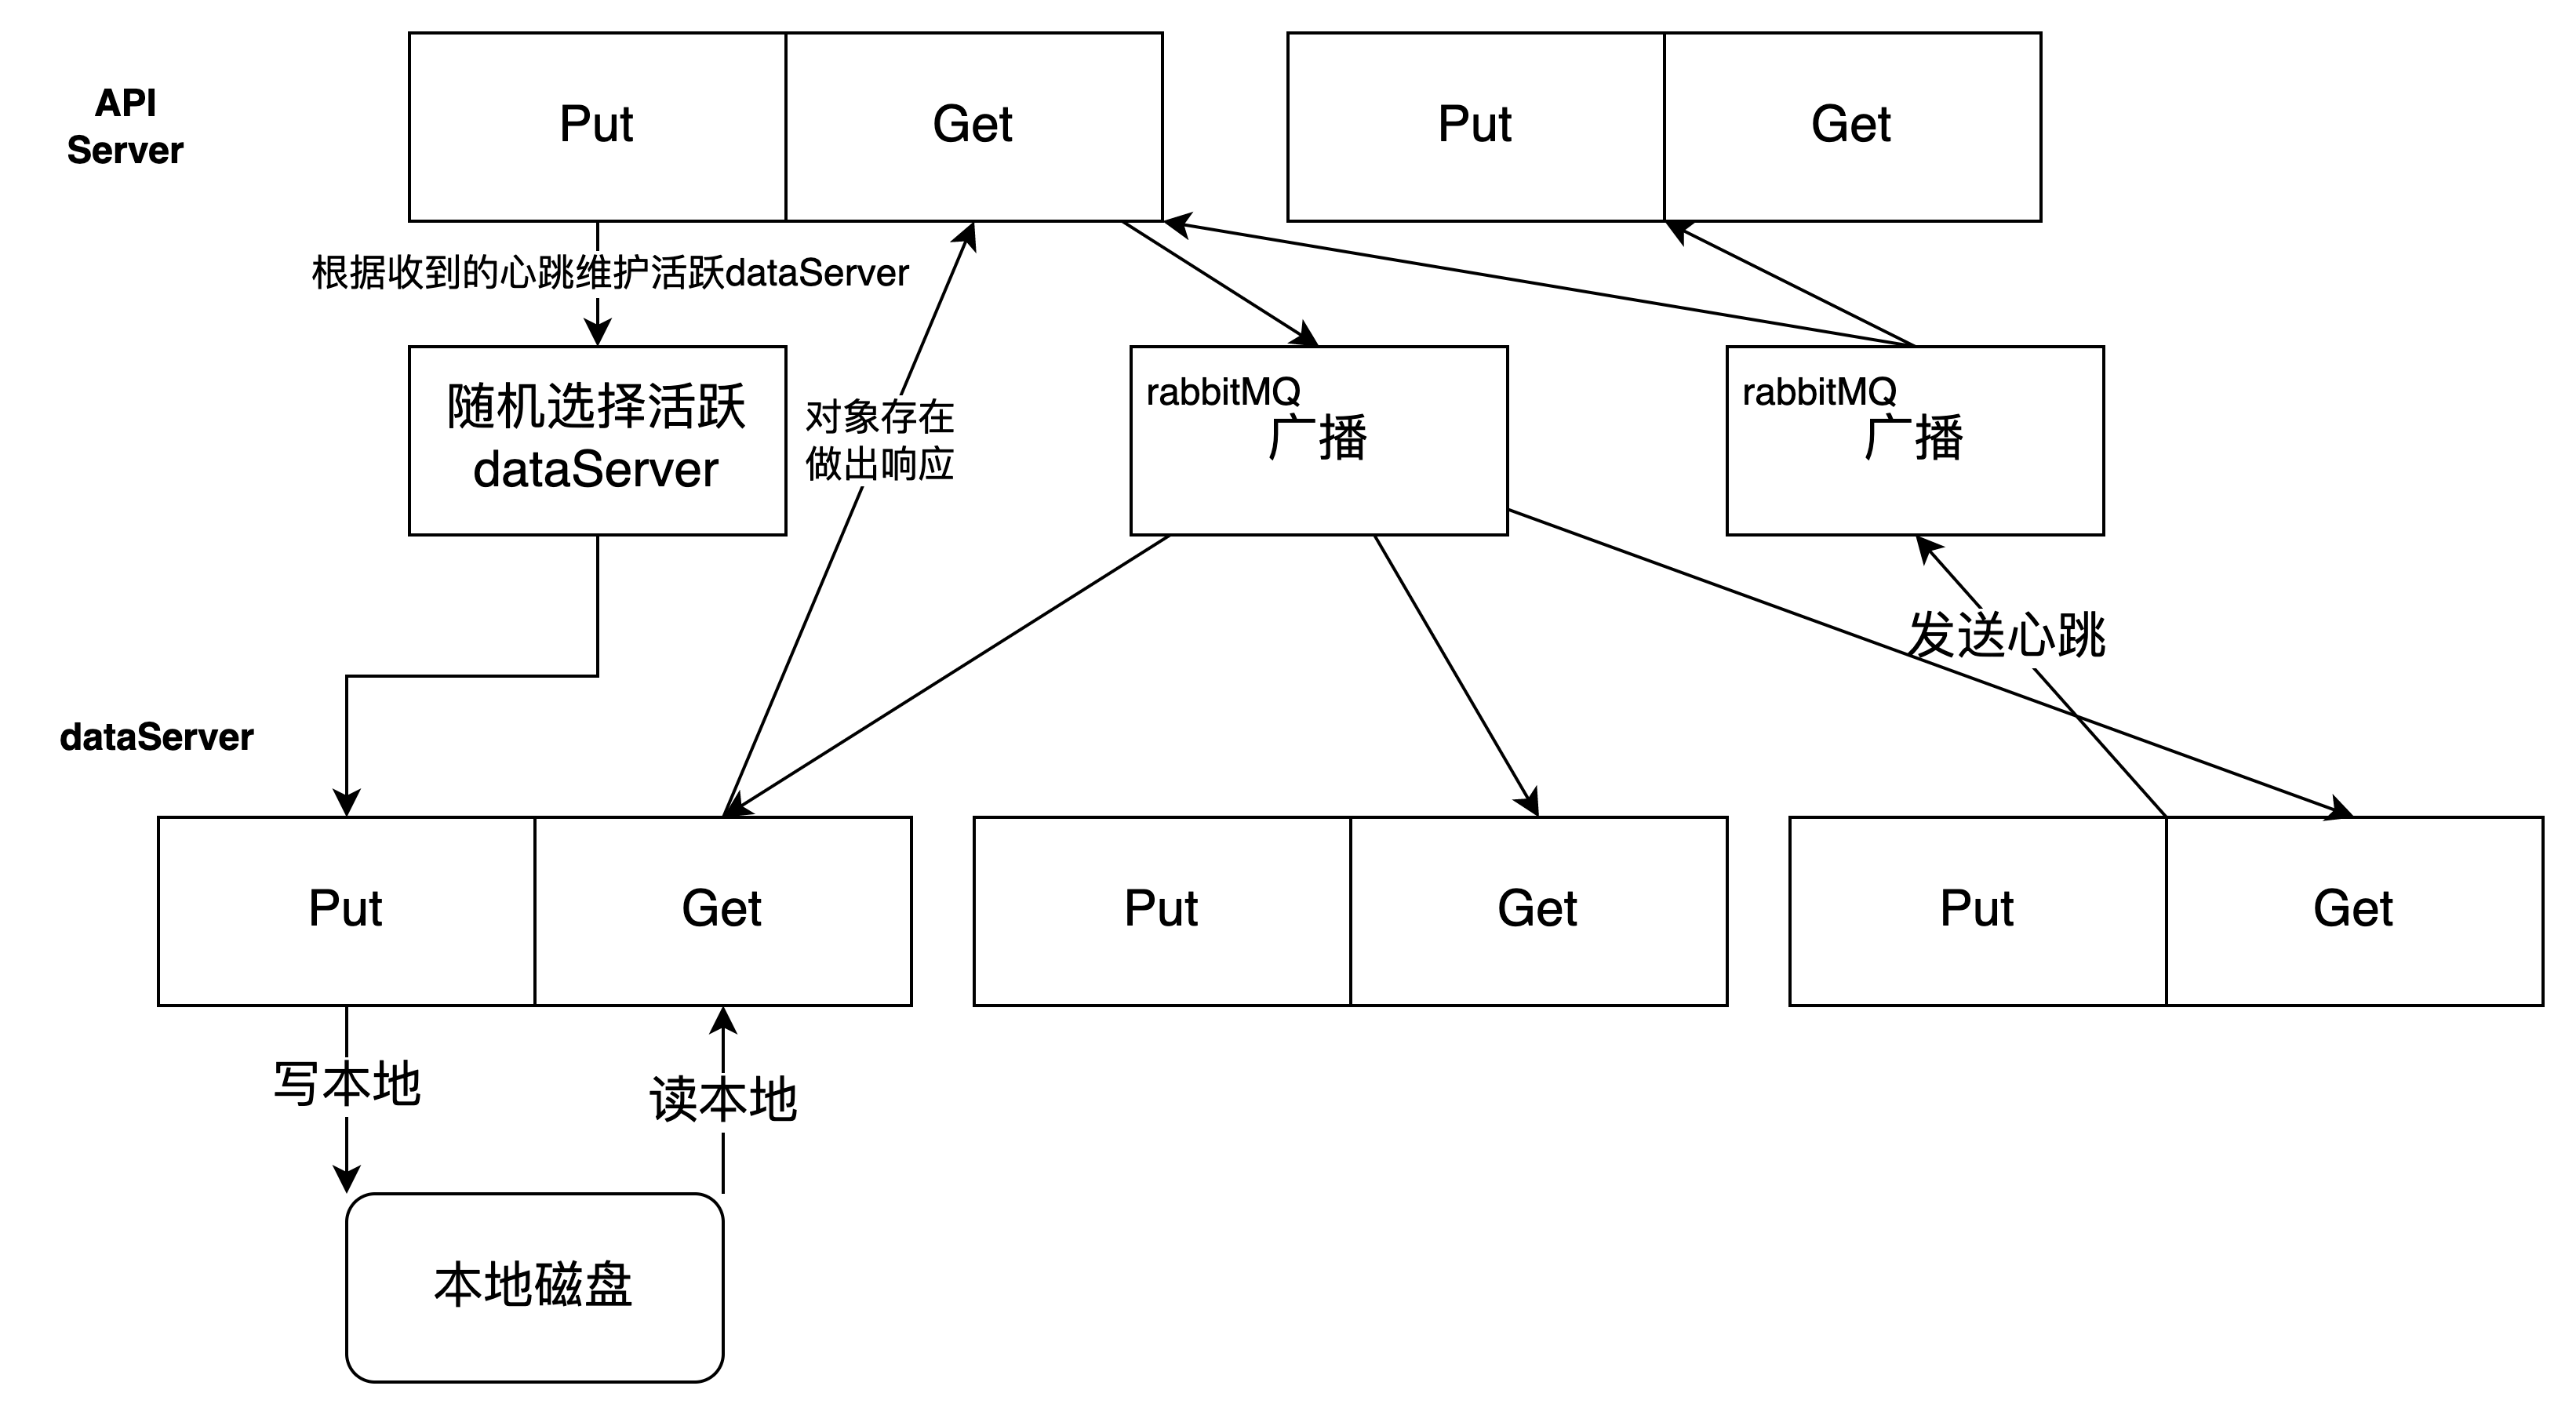 API
Server
Put
Get
Put
Get
根据收到的心跳维护活跃dataServer
随机选择活跃
dataServer
对象存在
做出响应
rabbitMQ
广播
rabbitMQ
广播
发送心跳
dataServer
Put
Get
Put
Get
Put
Get
写本地
读本地
本地磁盘